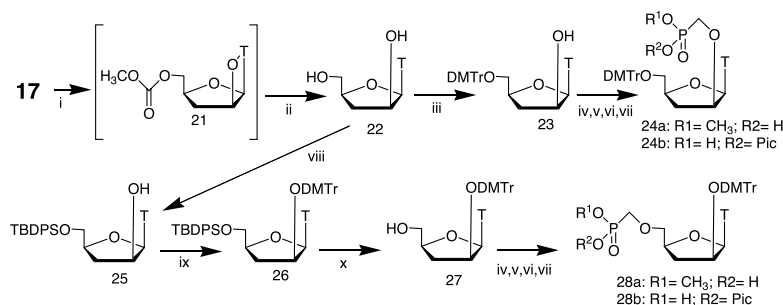 17
i
H₃CO
O
O
O
O
T
21
ii
HO
OH
O
T
22
iii
DMTrO
OH
O
T
23
iv,v,vi,vii
R¹O
R²O
P
O
O
T
DMTrO
O
24a: R1= CH₃; R2= H
24b: R1= H; R2= Pic
viii
TBDPSO
OH
O
T
25
ix
TBDPSO
ODMTr
O
T
26
x
HO
ODMTr
O
T
27
iv,v,vi,vii
R¹O
R²O
P
O
O
ODMTr
O
T
28a: R1= CH₃; R2= H
28b: R1= H; R2= Pic